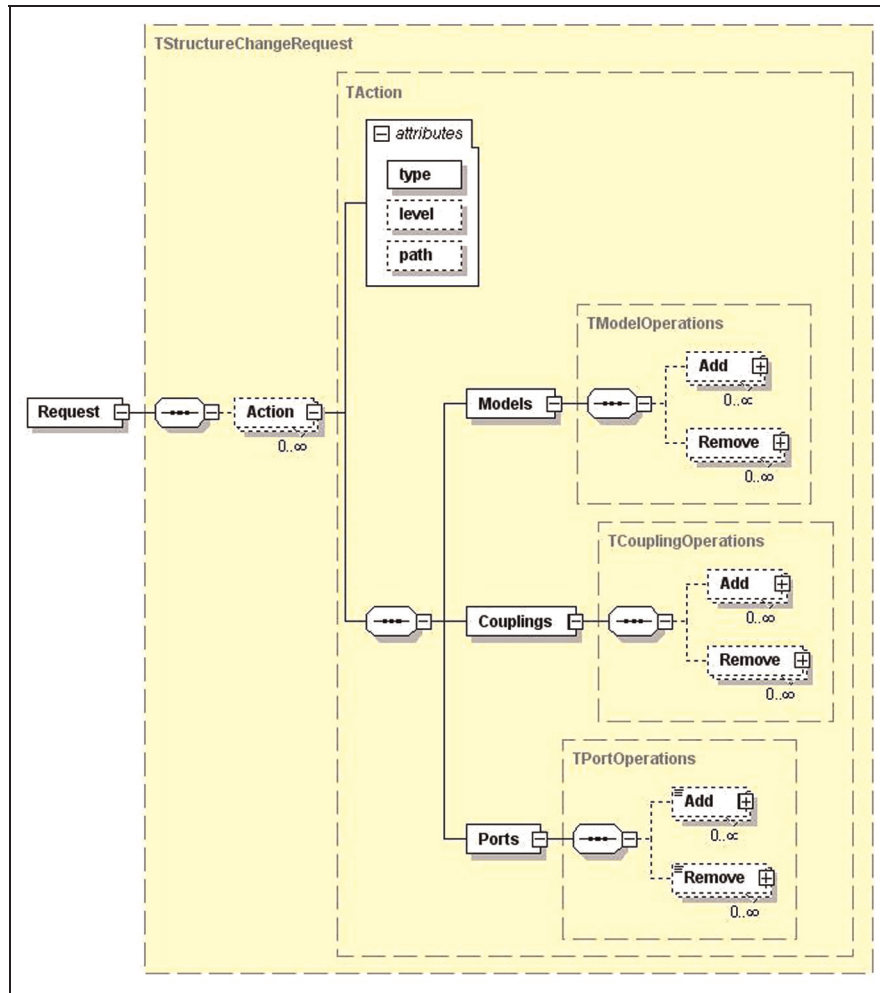 TStructureChangeRequest
TAction
attributes
type
level
path
TModelOperations
Add
0..∞
Request
Action
0..∞
Models
Remove
0..∞
TCouplingOperations
Add
0..∞
Couplings
Remove
0..∞
TPortOperations
Add
0..∞
Ports
Remove
0..∞